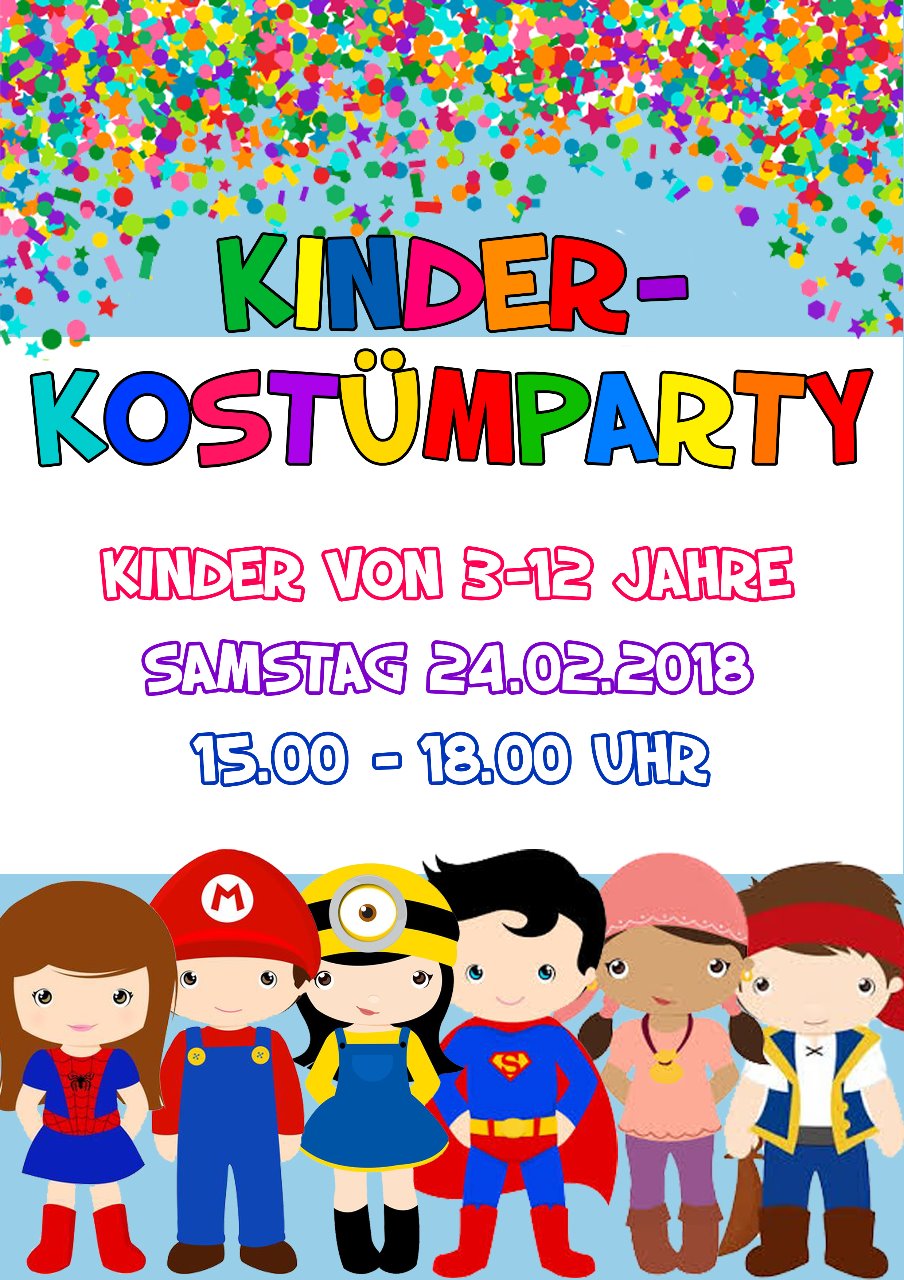 KINDER-
KOSTÜMPARTY
KINDER VON 3-12 JAHRE
SAMSTAG 24.02.2018
15.00 - 18.00 UHR
M
S